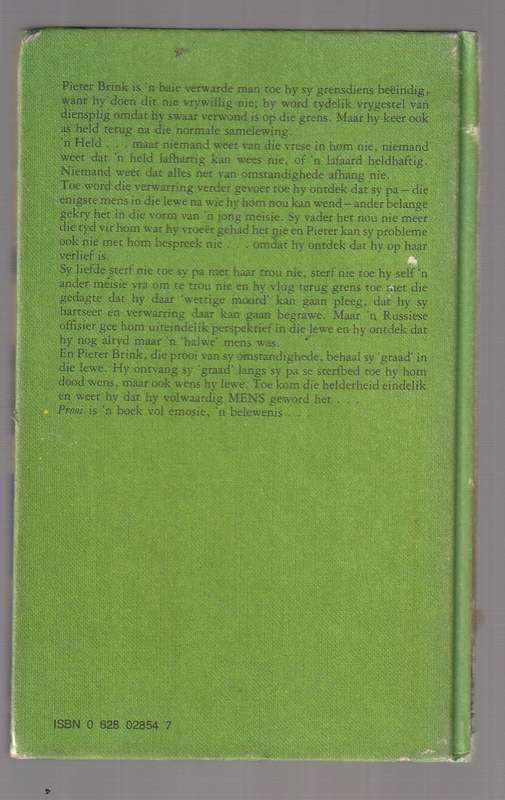 Pieter Brink is 'n baie verwarde man toe hy sy grensdiens beëindig,
want hy doen dit nie vrywillig nie; hy word tydelik vrygestel van
diensplig omdat hy swaar verwond is op die grens. Maar hy keer ook
as held terug na die normale samelewing.
'n Held . . . maar niemand weet van die vrese in hom nie, niemand
weet dat 'n held lafhartig kan wees nie, of 'n lafaard heldhaftig.
Niemand weet dat alles net van omstandighede afhang nie.
Toe word die verwarring verder gevoer toe hy ontdek dat sy pa – die
enigste mens in die lewe na wie hy hom nou kan wend – ander belange
gekry het in die vorm van 'n jong meisie. Sy vader het nou nie meer
die tyd vir hom wat hy vroeër gehad het nie en Pieter kan sy probleme
ook nie met hom bespreek nie . . . omdat hy ontdek dat hy op haar
verlief is.
Sy liefde sterf nie toe sy pa met haar trou nie, sterf nie toe hy self 'n
ander meisie vra om te trou nie en hy vlug terug grens toe met die
gedagte dat hy daar 'wettige moord' kan gaan pleeg, dat hy sy
hartseer en verwarring daar kan gaan begrawe. Maar 'n Russiese
offisier gee hom uiteindelik perspektief in die lewe en hy ontdek dat
hy nog altyd maar 'n 'halwe' mens was.
En Pieter Brink, die prooi van sy omstandighede, behaal sy 'graad' in
die lewe. Hy ontvang sy 'graad' langs sy pa se sterfbed toe hy hom
dood wens, maar ook wens hy lewe. Toe kom die helderheid eindelik
en weet hy dat hy volwaardig MENS geword het . . .
Prooi is 'n boek vol emosie, 'n belewenis . . .
ISBN 0 628 02854 7